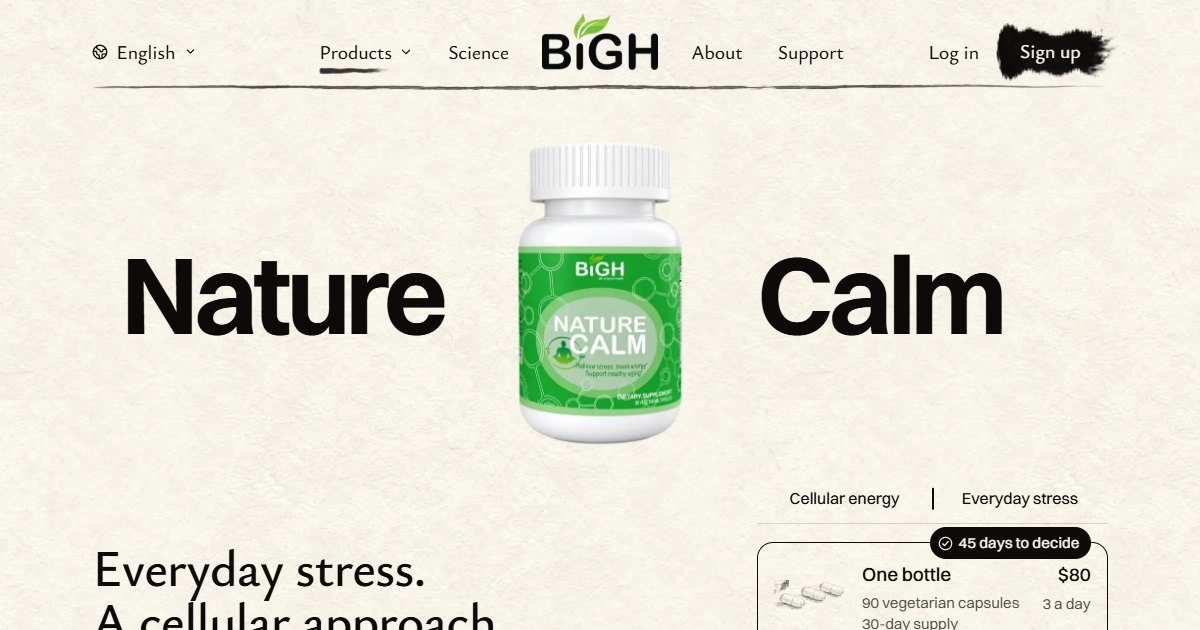 English
Products
Science
BiGH
About
Support
Log in
Sign up
BiGH
NATURE
CALM
Relieve stress, boost energy
Support healthy aging
DIETARY SUPPLEMENT
Nature
Calm
Cellular energy
Everyday stress
45 days to decide
One bottle
$80
90 vegetarian capsules
3 a day
30-day supply
Everyday stress.
A cellular approach